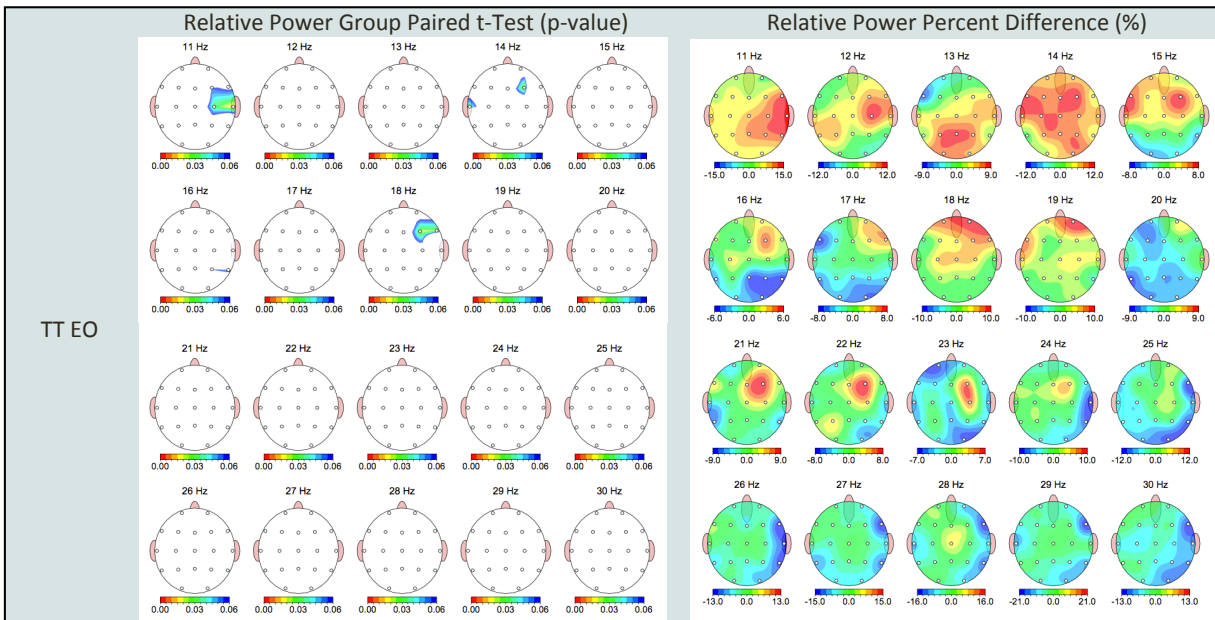 Relative Power Group Paired t-Test (p-value) Relative Power Percent Difference (%)
11 Hz 12 Hz 13 Hz 14 Hz 15 Hz 11 Hz 12 Hz 13 Hz 14 Hz 15 Hz
0.00 0.03 0.06 0.00 0.03 0.06 0.00 0.03 0.06 0.00 0.03 0.06 0.00 0.03 0.06 -15.0 0.0 15.0 -12.0 0.0 12.0 -9.0 0.0 9.0 -12.0 0.0 12.0 -8.0 0.0 8.0
16 Hz 17 Hz 18 Hz 19 Hz 20 Hz 16 Hz 17 Hz 18 Hz 19 Hz 20 Hz
0.00 0.03 0.06 0.00 0.03 0.06 0.00 0.03 0.06 0.00 0.03 0.06 0.00 0.03 0.06 -6.0 0.0 6.0 -8.0 0.0 8.0 -10.0 0.0 10.0 -10.0 0.0 10.0 -9.0 0.0 9.0
TT EO
21 Hz 22 Hz 23 Hz 24 Hz 25 Hz 21 Hz 22 Hz 23 Hz 24 Hz 25 Hz
0.00 0.03 0.06 0.00 0.03 0.06 0.00 0.03 0.06 0.00 0.03 0.06 0.00 0.03 0.06 -9.0 0.0 9.0 -8.0 0.0 8.0 -7.0 0.0 7.0 -10.0 0.0 10.0 -12.0 0.0 12.0
26 Hz 27 Hz 28 Hz 29 Hz 30 Hz 26 Hz 27 Hz 28 Hz 29 Hz 30 Hz
0.00 0.03 0.06 0.00 0.03 0.06 0.00 0.03 0.06 0.00 0.03 0.06 0.00 0.03 0.06 -13.0 0.0 13.0 -15.0 0.0 15.0 -16.0 0.0 16.0 -21.0 0.0 21.0 -13.0 0.0 13.0